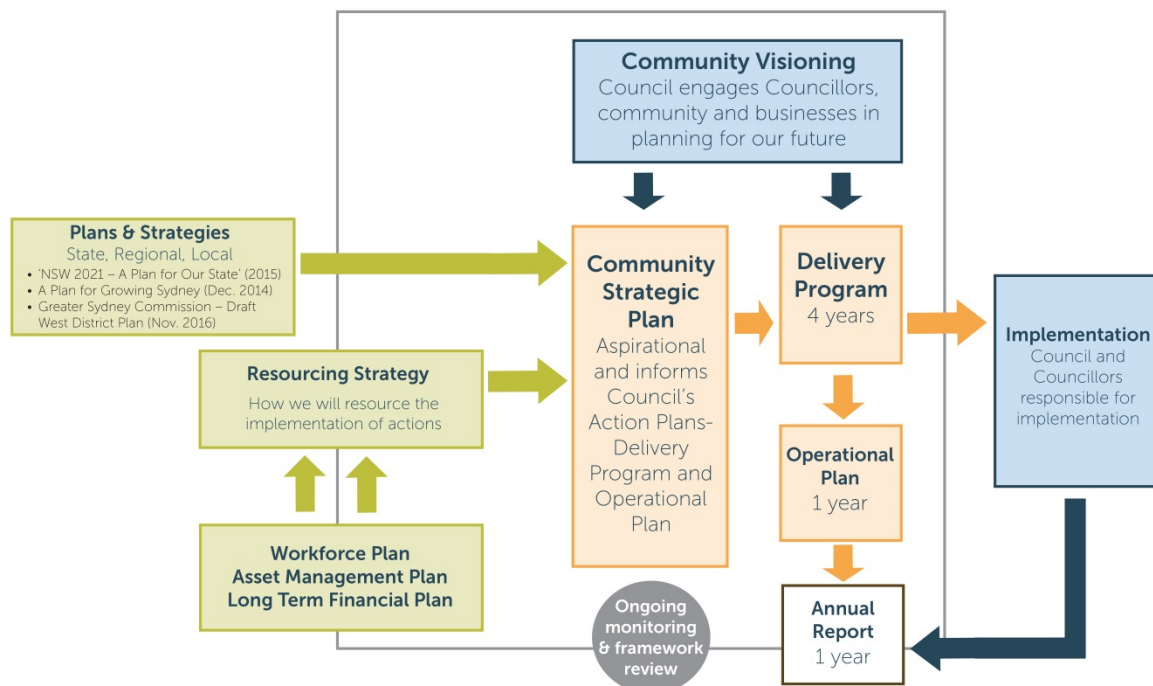 Community Visioning
Council engages Councillors,
community and businesses in
planning for our future
Plans & Strategies
State, Regional, Local
• 'NSW 2021 – A Plan for Our State' (2015)
• A Plan for Growing Sydney (Dec. 2014)
• Greater Sydney Commission – Draft
West District Plan (Nov. 2016)
Resourcing Strategy
How we will resource the
implementation of actions
Workforce Plan
Asset Management Plan
Long Term Financial Plan
Community
Strategic
Plan
Aspirational
and informs
Council's
Action Plans-
Delivery
Program and
Operational
Plan
Delivery
Program
4 years
Operational
Plan
1 year
Annual
Report
1 year
Implementation
Council and
Councillors
responsible for
implementation
Ongoing
monitoring
& framework
review